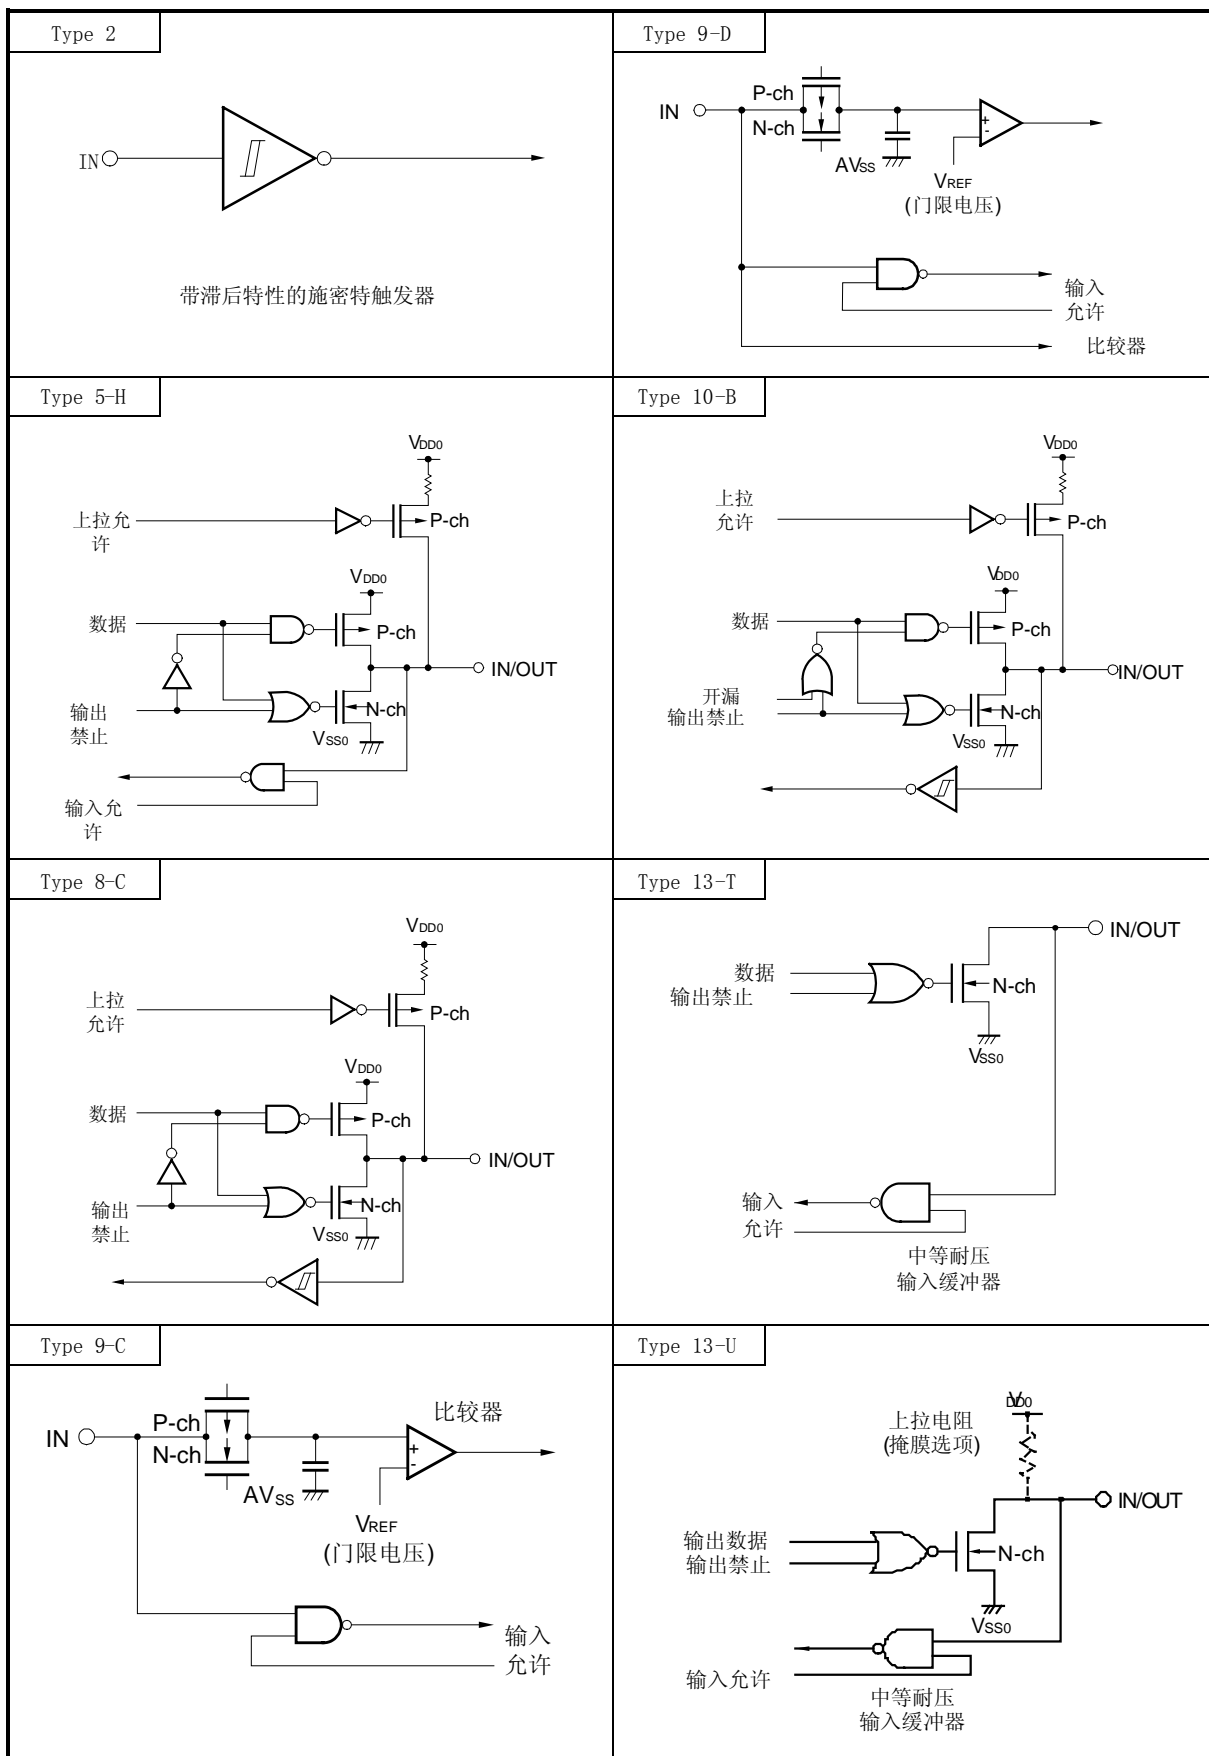 Type 2
IN
带滞后特性的施密特触发器
Type 9-D
IN
P-ch
N-ch
AVSS
+
-
VREF
(门限电压)
输入
允许
比较器
Type 5-H
VDD0
上拉允
许
P-ch
VDD0
数据
P-ch
IN/OUT
输出
禁止
N-ch
VSS0
输入允
许
Type 10-B
VDD0
上拉
允许
P-ch
VDD0
数据
P-ch
IN/OUT
开漏
输出禁止
N-ch
VSS0
Type 8-C
VDD0
上拉
允许
P-ch
VDD0
数据
P-ch
IN/OUT
输出
禁止
N-ch
VSS0
Type 13-T
IN/OUT
数据
输出禁止
N-ch
VSS0
输入
允许
中等耐压
输入缓冲器
Type 9-C
比较器
IN
P-ch
N-ch
+
-
AVSS
VREF
(门限电压)
输入
允许
Type 13-U
VDD0
上拉电阻
(掩膜选项)
IN/OUT
输出数据
输出禁止
N-ch
VSS0
输入允许
中等耐压
输入缓冲器